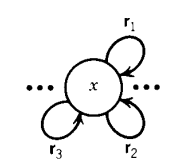 r₁
... x ...
r₃ r₂